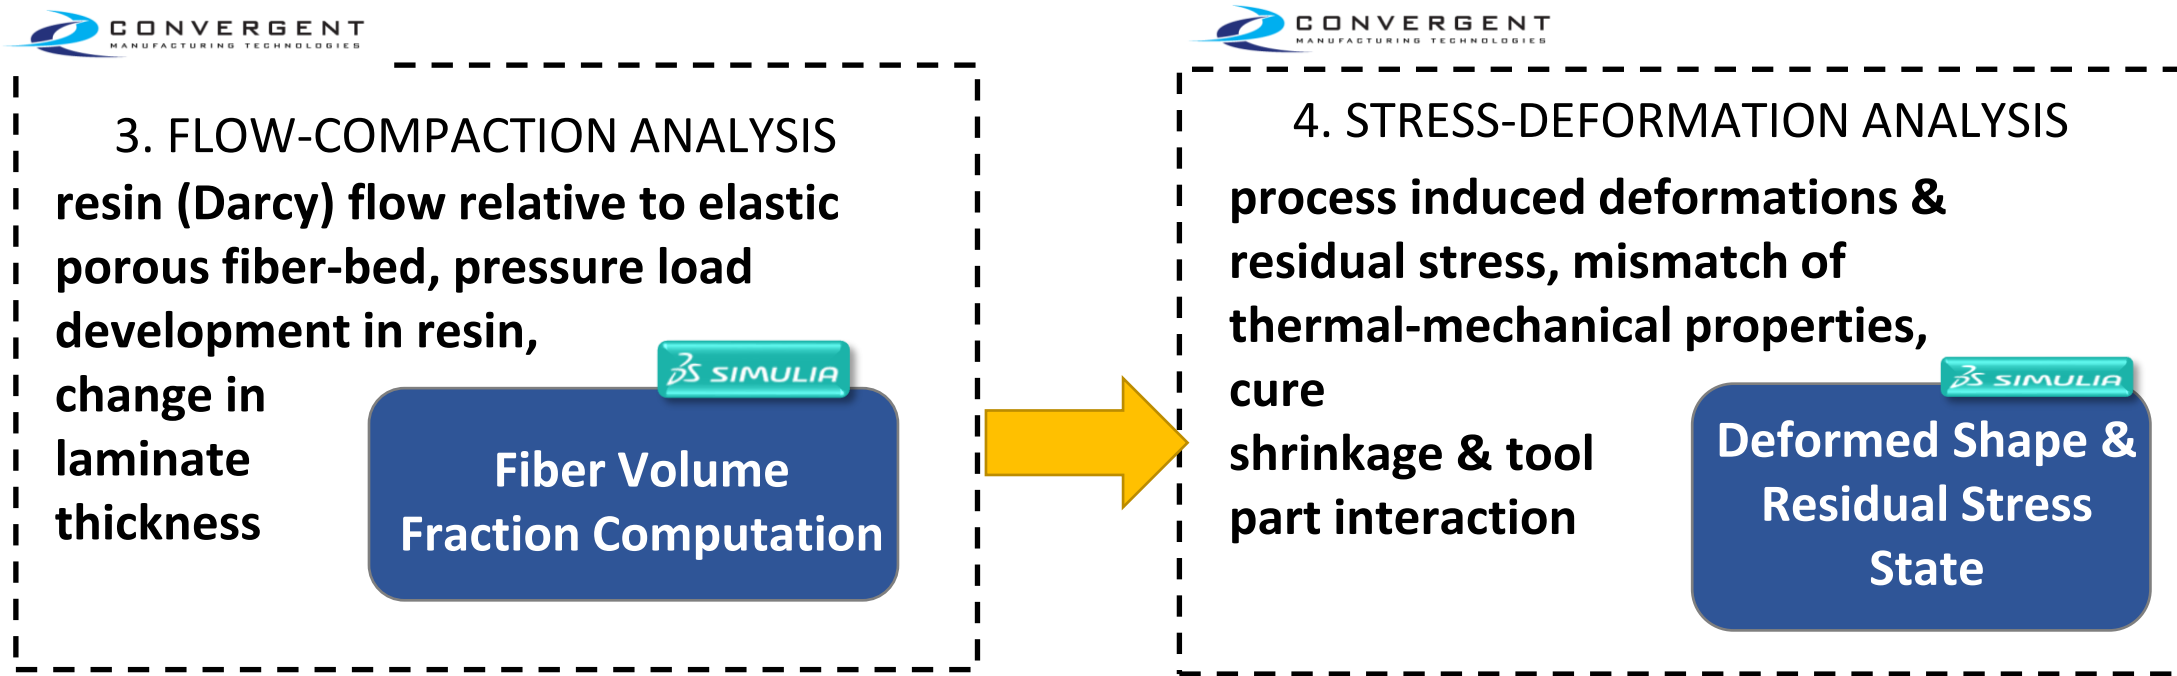 CONVERGENT
MANUFACTURING TECHNOLOGIES
3. FLOW-COMPACTION ANALYSIS
resin (Darcy) flow relative to elastic
porous fiber-bed, pressure load
development in resin,
change in
laminate
thickness
3S SIMULIA
Fiber Volume
Fraction Computation
CONVERGENT
MANUFACTURING TECHNOLOGIES
4. STRESS-DEFORMATION ANALYSIS
process induced deformations &
residual stress, mismatch of
thermal-mechanical properties,
cure
shrinkage & tool
part interaction
3S SIMULIA
Deformed Shape &
Residual Stress
State